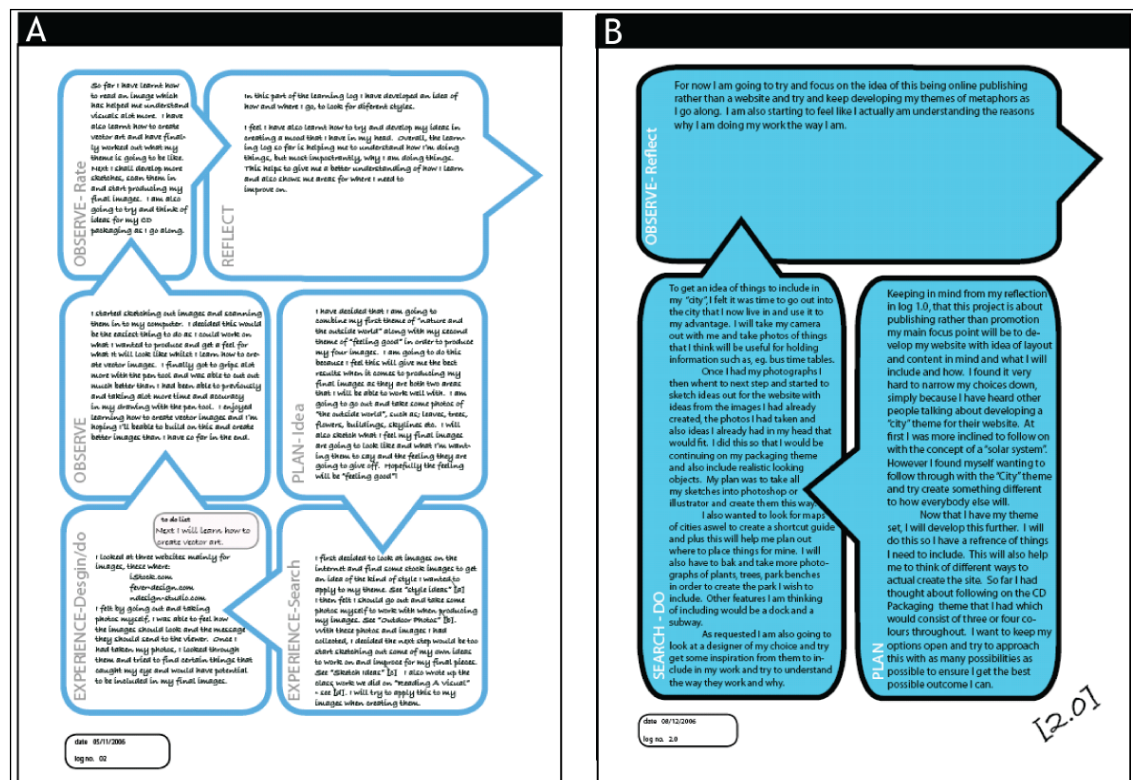 A
So far I have learnt how
to read an image which
has helped me understand
visuals alot more. I have
also learnt how to create
vector art and have final-
ly worked out what my
theme is going to be like.
Next I shall develop more
sketches, scan them in
and start producing my
final images. I am also
going to try and think of
ideas for my CD
packaging as I go along.
OBSERVE- Rate
In this part of the learning log I have developed an idea of
how and where I go, to look for different styles.
I feel I have also learnt how to try and develop my ideas in
creating a mood that I have in my head. Overall, the learn-
ing log so far is helping me to understand how I'm doing
things, but most impostrantly, why I am doing things.
This helps to give me a better understanding of how I learn
and also shows me areas for where I need to
improve on.
REFLECT
I started sketching out images and scanning
them in to my computer. I decided this would
be the easiest thing to do as I could work on
what I wanted to produce and get a feel for
what it will look like whilst I learn how to cre-
ate vector images. I finally got to grips alot
more with the pen tool and was able to cut out
much better than I had been able to previously
and taking alot more time and accuracy
in my drawing with the pen tool. I enjoyed
learning how to create vector images and I'm
hoping I'll beable to build on this and create
better images than I have so far in the end.
OBSERVE
I have decided that I am going to
combine my first theme of "nature and
the outside world" along with my second
theme of "feeling good" in order to produce
my four images. I am going to do this
because I feel this will give me the best
results when it comes to producing my
final images as they are both two areas
that I will be able to work well with. I am
going to go out and take some photos of
"the outside world", such as; leaves, trees,
flowers, buildings, skylines etc. I will
also sketch what I feel my final images
are going to look like and what I'm want-
ing them to say and the feeling they are
going to give off. Hopefully the feeling
will be "feeling good"!
PLAN-Idea
to do list
Next I will learn how to
create vector art.
I looked at three websites mainly for
images, these where:
iStock.com
fever-design.com
ndesign-studio.com
I felt by going out and taking
photos myself, I was able to feel how
the images should look and the message
they should send to the viewer. Once I
had taken my photos, I looked through
them and tried to find certain things that
caught my eye and would have potential
to be included in my final images.
EXPERIENCE-Desgin/do
I first decided to look at images on the
internet and find some stock images to get
an idea of the kind of style I wanted to
apply to my theme. See "style ideas" [a]
I then felt I should go out and take some
photos myself to work with when producing
my images. See "Outdoor Photos" [b].
With these photos and images I had
collected, I decided the next step would be too
start sketching out some of my own ideas
to work on and improve for my final pieces.
See "Sketch Ideas" [c] I also wrote up the
class work we did on "Reading A Visual"
- see [d]. I will try to apply this to my
images when creating them.
EXPERIENCE-Search
date 05/11/2006
log no. 02
B
For now I am going to try and focus on the idea of this being online publishing
rather than a website and try and keep developing my themes of metaphors as
I go along. I am also starting to feel like I actually am understanding the reasons
why I am doing my work the way I am.
OBSERVE-Reflect
To get an idea of things to include in
my "city", I felt it was time to go out into
the city that I now live in and use it to
my advantage. I will take my camera
out with me and take photos of things
that I think will be useful for holding
information such as, eg. bus time tables.
Once I had my photographs I
then where to next step and started to
sketch ideas out for the website with
ideas from the images I had already
created, the photos I had taken and
also ideas I already had in my head that
would fit. I did this so that I would be
continuing on my packaging theme
and also include realistic looking
objects. My plan was to take all
my sketches into photoshop or
illustrator and create them this way.
I also wanted to look for maps
of cities aswel to create a shortcut guide
and plus this will help me plan out
where to place things for mine. I will
also have to bak and take more photo-
graphs of plants, trees, park benches
in order to create the park I wish to
include. Other features I am thinking
of including would be a dock and a
subway.
As requested I am also going to
look at a designer of my choice and try
get some inspiration from them to in-
clude in my work and try to understand
the way they work and why.
SEARCH - DO
Keeping in mind from my reflection
in log 1.0, that this project is about
publishing rather than promotion
my main focus point will be to de-
velop my website with idea of layout
and content in mind and what I will
include and how. I found it very
hard to narrow my choices down,
simply because I have heard other
people talking about developing a
"city" theme for their website. At
first I was more inclined to follow on
with the concept of a "solar system".
However I found myself wanting to
follow through with the "City" theme
and try create something different
to how everybody else will.
Now that I have my theme
set, I will develop this further. I will
do this so I have a refrence of things
I need to include. This will also help
me to think of different ways to
actual create the site. So far I had
thought about following on the CD
Packaging theme that I had which
would consist of three or four co-
lours throughout. I want to keep my
options open and try to approach
this with as many possibilities as
possible to ensure I get the best
possible outcome I can.
PLAN
date 08/12/2006
log no. 2.0
[2.0]